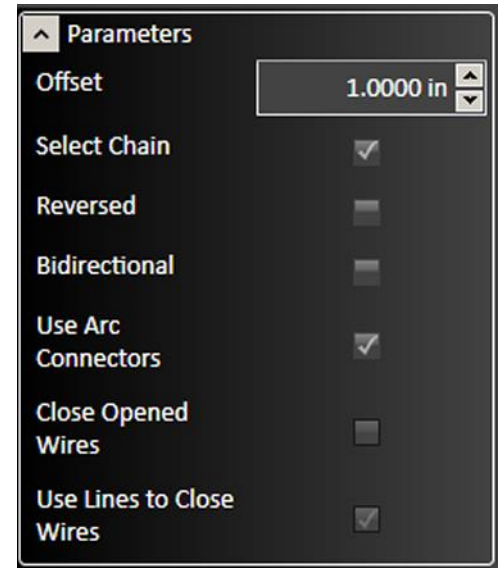 Parameters
Offset
1.0000 in
Select Chain
Reversed
Bidirectional
Use Arc
Connectors
Close Opened
Wires
Use Lines to Close
Wires